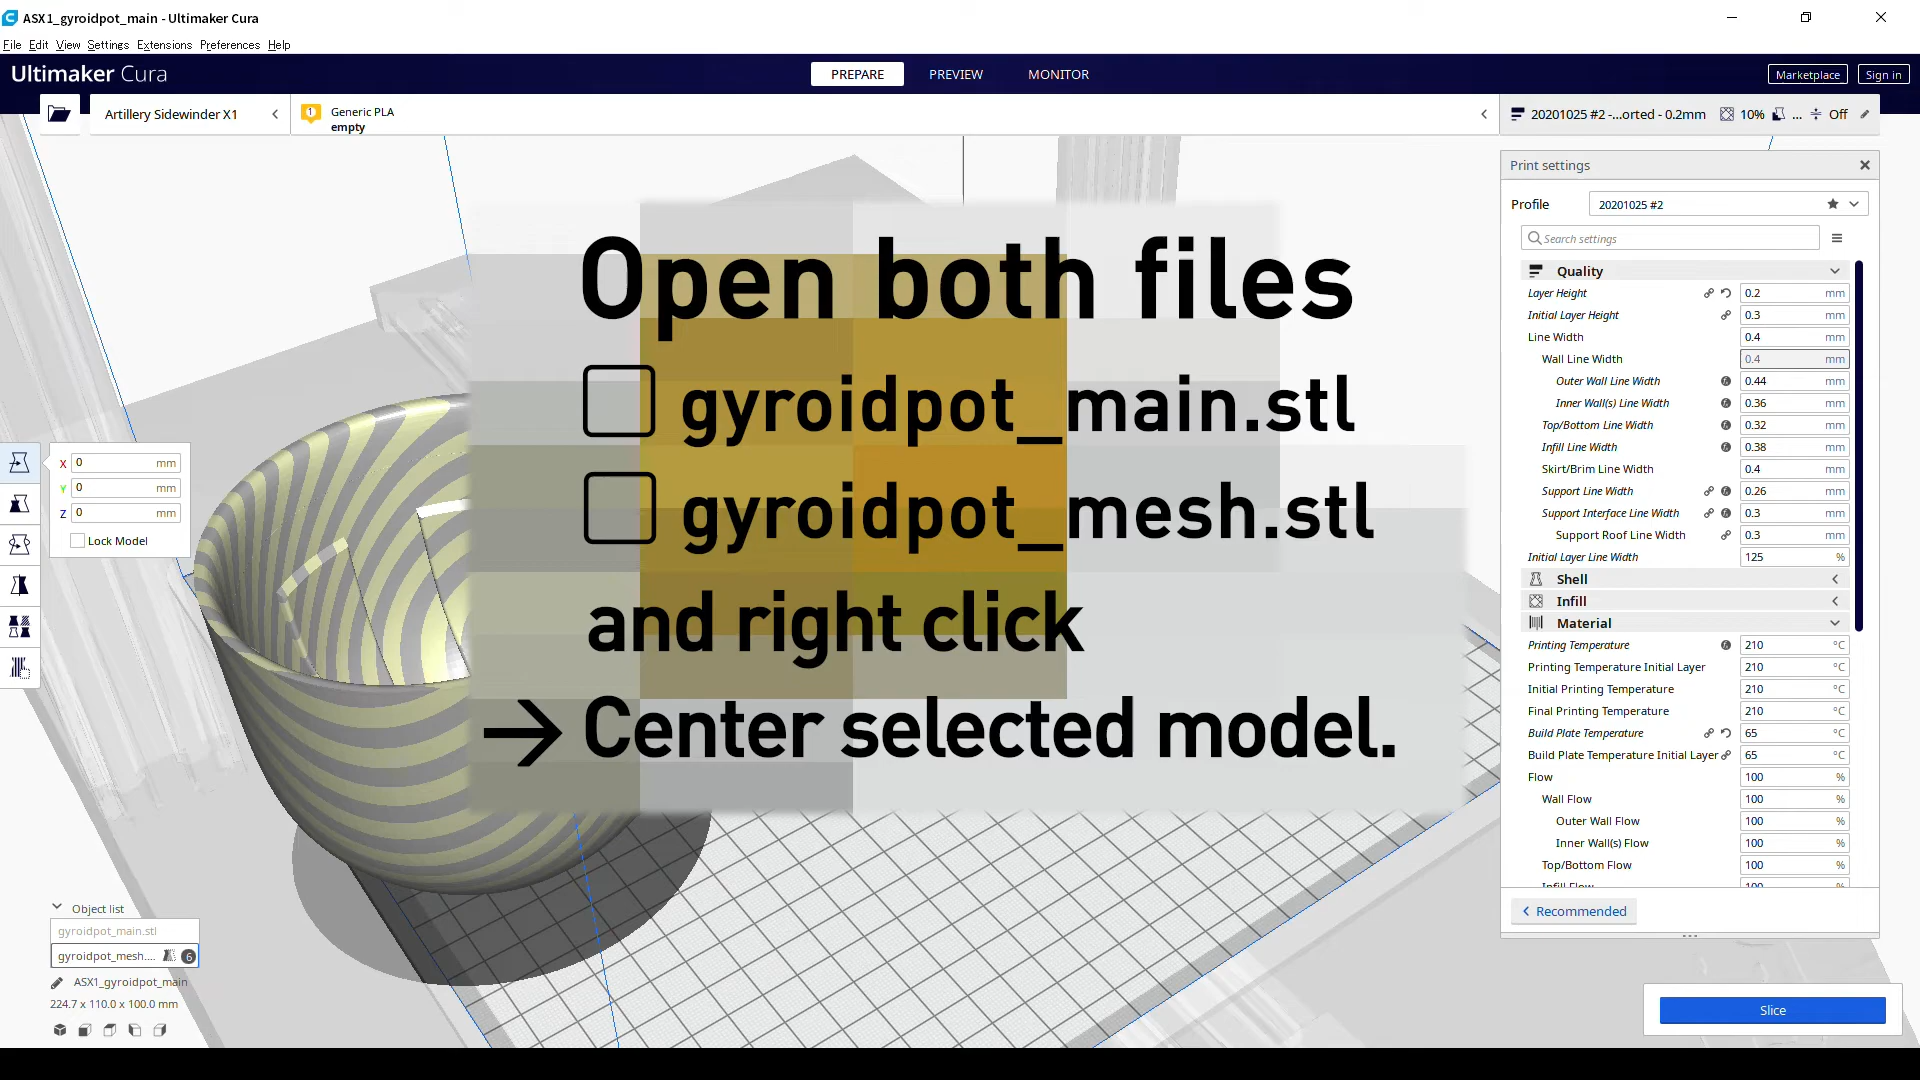 ASX1_gyroidpot_main - Ultimaker Cura
File Edit View Settings Extensions Preferences Help
Ultimaker Cura
PREPARE
PREVIEW
MONITOR
Marketplace
Sign in
Artillery Sidewinder X1
1
Generic PLA
empty
20201025 #2 -...orted - 0.2mm
10%
...
Off
Print settings
Profile
20201025 #2
Search settings
Quality
Layer Height 0.2 mm
Initial Layer Height 0.3 mm
Line Width 0.4 mm
Wall Line Width 0.4 mm
Outer Wall Line Width 0.44 mm
Inner Wall(s) Line Width 0.36 mm
Top/Bottom Line Width 0.32 mm
Infill Line Width 0.38 mm
Skirt/Brim Line Width 0.4 mm
Support Line Width 0.26 mm
Support Interface Line Width 0.3 mm
Support Roof Line Width 0.3 mm
Initial Layer Line Width 125 %
Shell
Infill
Material
Printing Temperature 210 °C
Printing Temperature Initial Layer 210 °C
Initial Printing Temperature 210 °C
Final Printing Temperature 210 °C
Build Plate Temperature 65 °C
Build Plate Temperature Initial Layer 65 °C
Flow 100 %
Wall Flow 100 %
Outer Wall Flow 100 %
Inner Wall(s) Flow 100 %
Top/Bottom Flow 100 %
Infill Flow 100 %
Recommended
Open both files
gyroidpot_main.stl
gyroidpot_mesh.stl
and right click
→ Center selected model.
X 0 mm
Y 0 mm
Z 0 mm
Lock Model
Object list
gyroidpot_main.stl
gyroidpot_mesh.... 6
ASX1_gyroidpot_main
224.7 x 110.0 x 100.0 mm
Slice